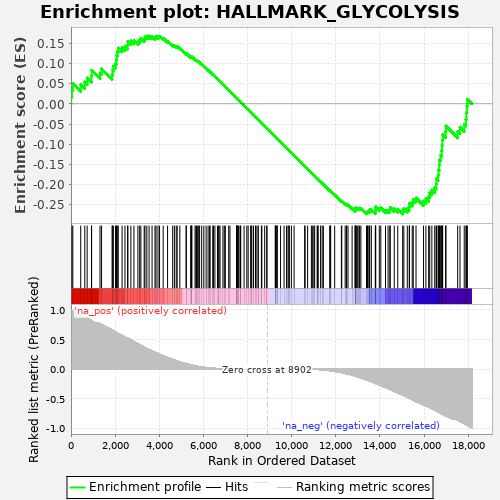 Enrichment plot: HALLMARK_GLYCOLYSIS
Enrichment score (ES)
0.15
0.10
0.05
0.00
-0.05
-0.10
-0.15
-0.20
-0.25
Ranked list metric (PreRanked)
1.0
0.5
0.0
-0.5
-1.0
'na_pos' (positively correlated)
Zero cross at 8902
'na_neg' (negatively correlated)
0
2,000
4,000
6,000
8,000
10,000
12,000
14,000
16,000
18,000
Rank in Ordered Dataset
Enrichment profile
Hits
Ranking metric scores